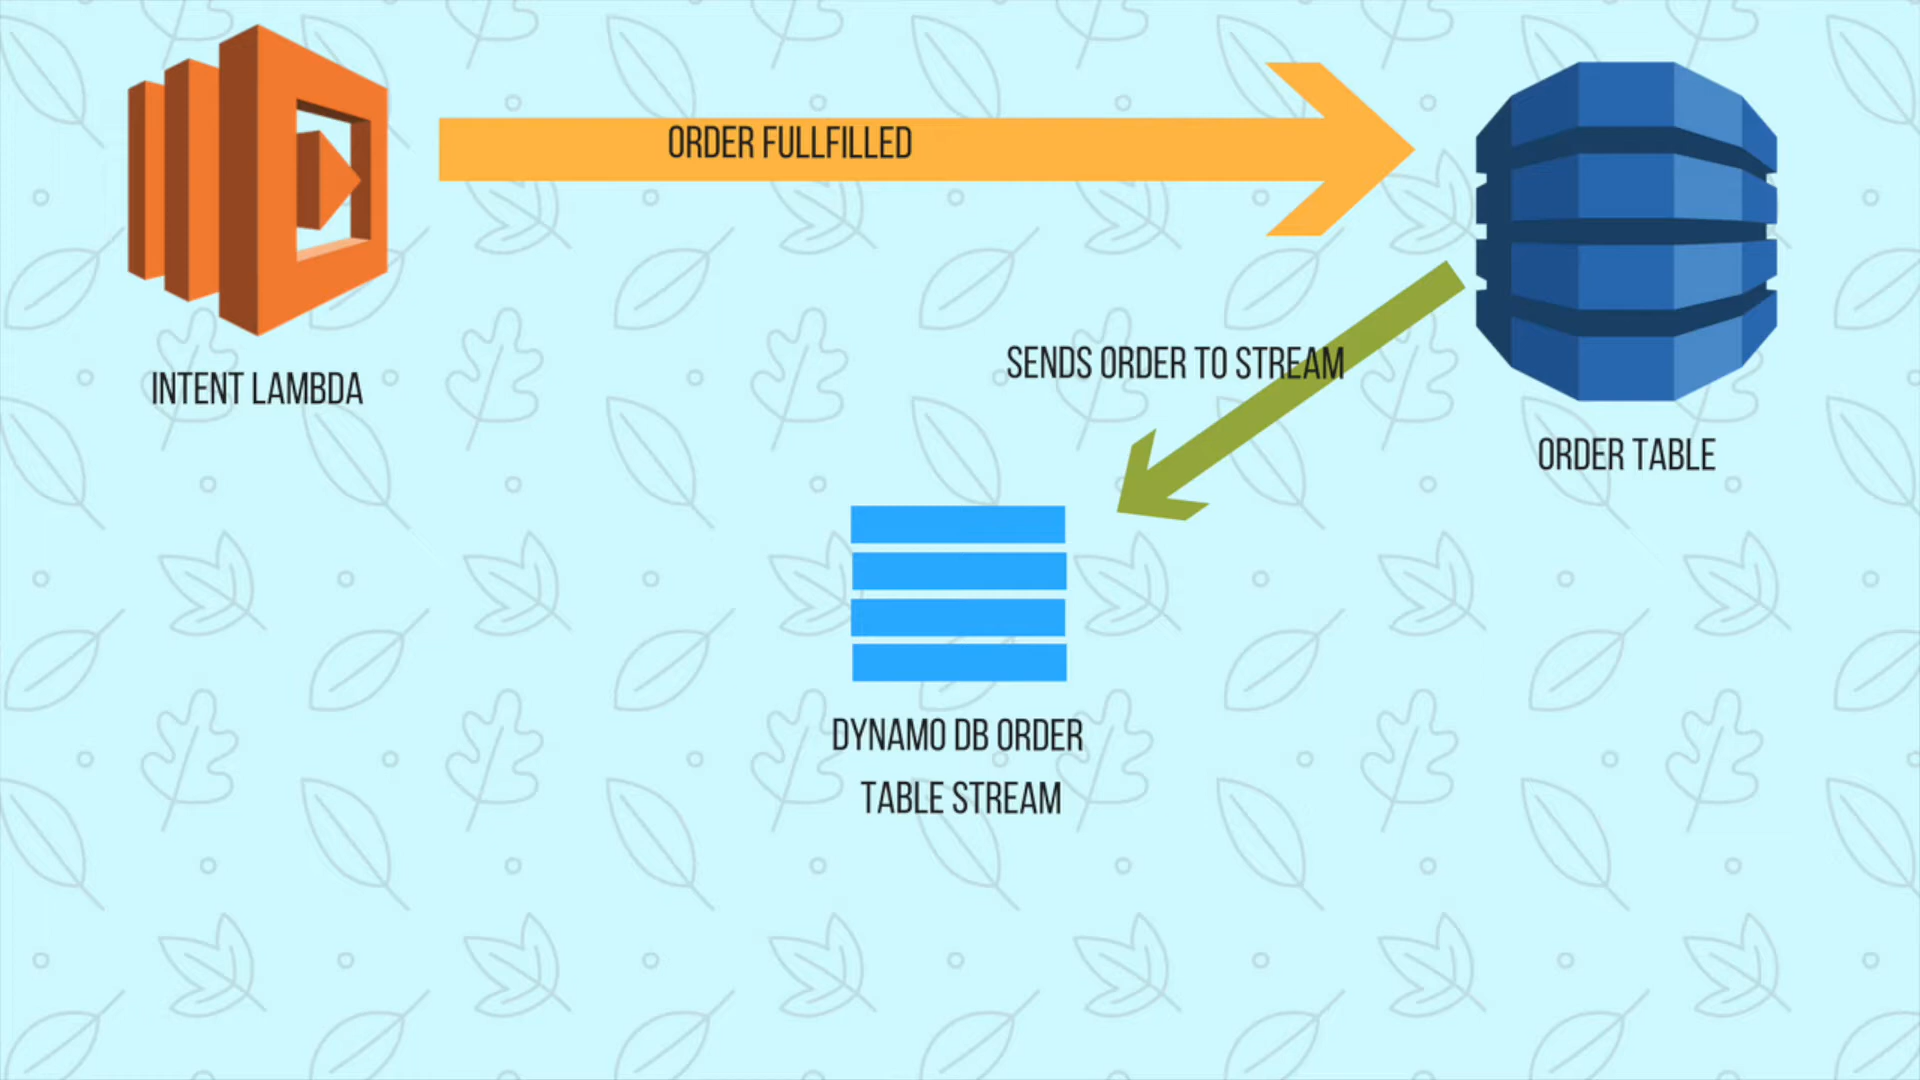 ORDER FULLFILLED
INTENT LAMBDA
SENDS ORDER TO STREAM
ORDER TABLE
DYNAMO DB ORDER
TABLE STREAM